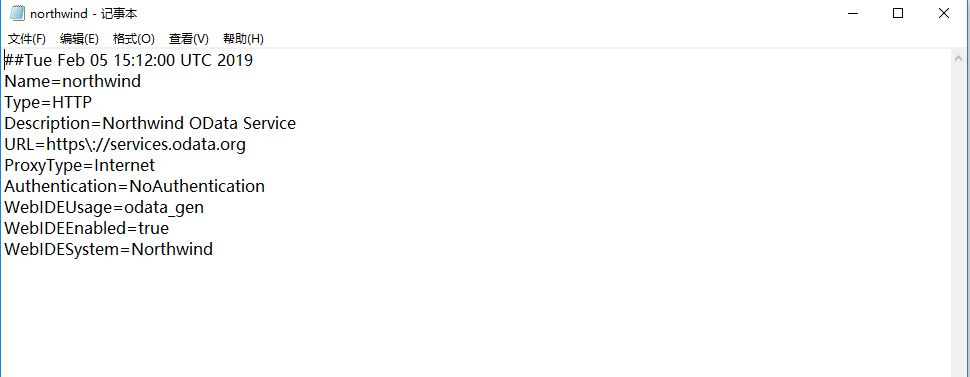 northwind - 记事本
文件(F) 编辑(E) 格式(O) 查看(V) 帮助(H)
##Tue Feb 05 15:12:00 UTC 2019
Name=northwind
Type=HTTP
Description=Northwind OData Service
URL=https\://services.odata.org
ProxyType=Internet
Authentication=NoAuthentication
WebIDEUsage=odata_gen
WebIDEEnabled=true
WebIDESystem=Northwind